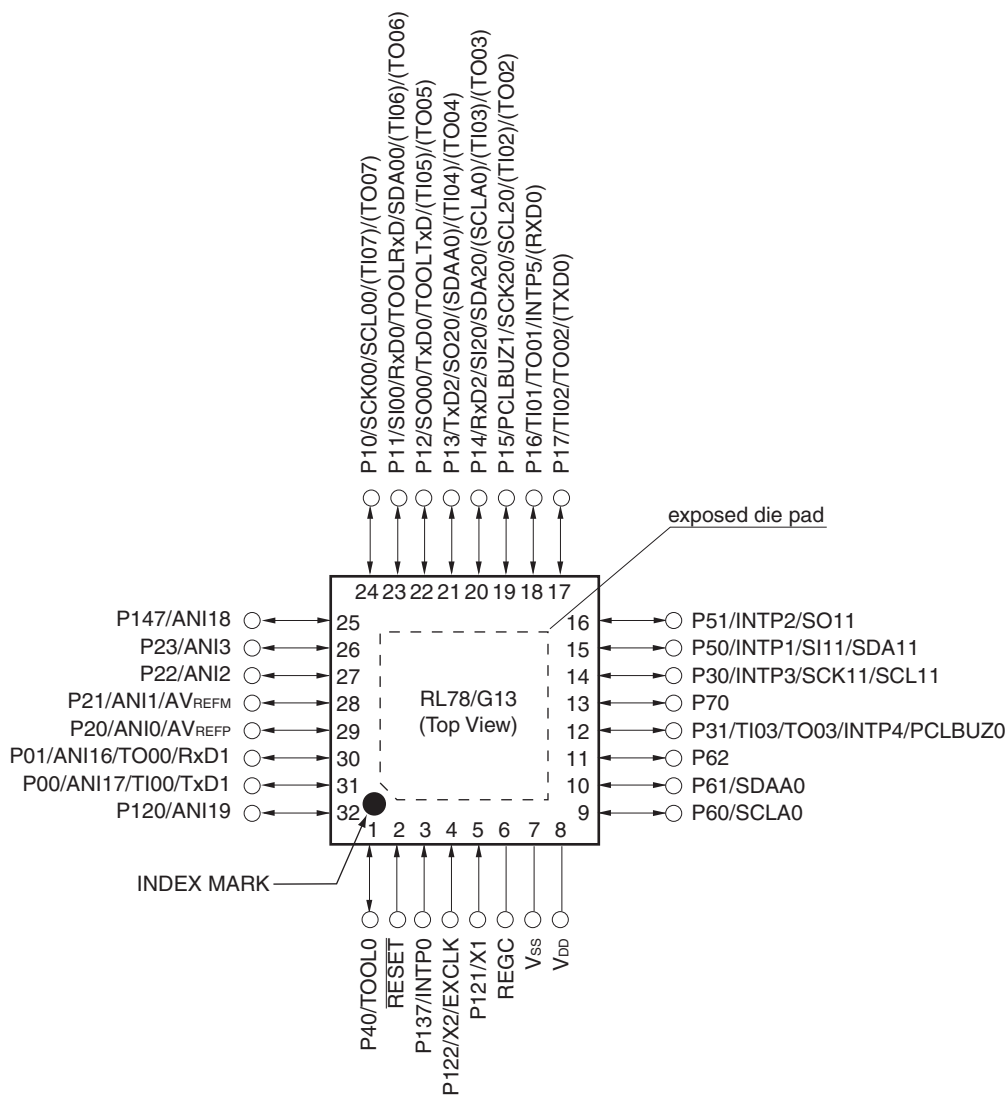 P10/SCK00/SCL00/(TI07)/(TO07)
P11/SI00/RxD0/TOOLRxD/SDA00/(TI06)/(TO06)
P12/SO00/TxD0/TOOLTxD/(TI05)/(TO05)
P13/TxD2/SO20/(SDAA0)/(TI04)/(TO04)
P14/RxD2/SI20/SDA20/(SCLA0)/(TI03)/(TO03)
P15/PCLBUZ1/SCK20/SCL20/(TI02)/(TO02)
P16/TI01/TO01/INTP5/(RXD0)
P17/TI02/TO02/(TXD0)
exposed die pad
24 23 22 21 20 19 18 17
P147/ANI18 25
P23/ANI3 26
P22/ANI2 27
P21/ANI1/AVREFM 28
P20/ANI0/AVREFP 29
P01/ANI16/TO00/RxD1 30
P00/ANI17/TI00/TxD1 31
P120/ANI19 32
RL78/G13
(Top View)
16 P51/INTP2/SO11
15 P50/INTP1/SI11/SDA11
14 P30/INTP3/SCK11/SCL11
13 P70
12 P31/TI03/TO03/INTP4/PCLBUZ0
11 P62
10 P61/SDAA0
9 P60/SCLA0
1 2 3 4 5 6 7 8
INDEX MARK
P40/TOOL0
RESET
P137/INTP0
P122/X2/EXCLK
P121/X1
REGC
VSS
VDD